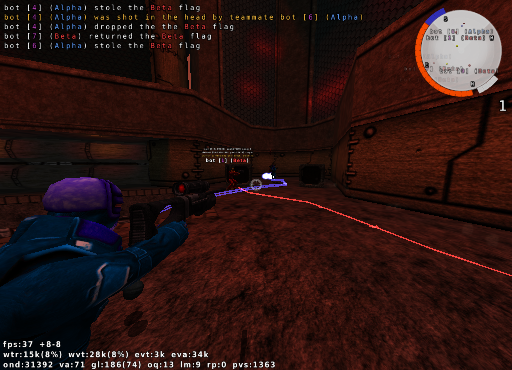 bot [4] (Alpha) stole the Beta flag
bot [4] (Alpha) was shot in the head by teammate bot [6] (Alpha)
bot [4] (Alpha) dropped the the Beta flag
bot [7] (Beta) returned the Beta flag
bot [6] (Alpha) stole the Beta flag
1
fps:37 +8-8
wtr:15k(8%) wvt:28k(8%) evt:3k eva:34k
ond:31392 va:71 gl:186(74) oq:13 lm:9 rp:0 pvs:1363